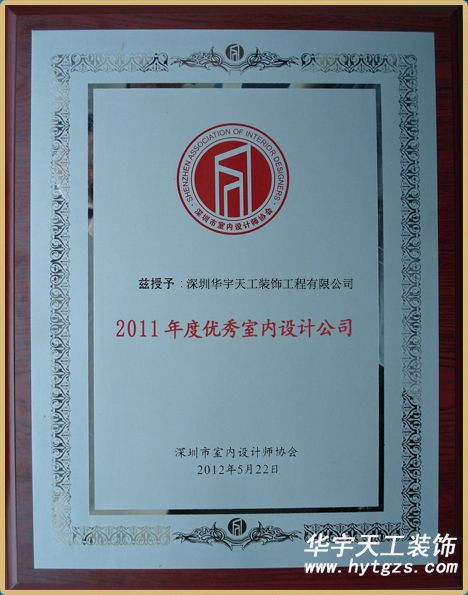 SHENZHEN ASSOCIATION OF INTERIOR DESIGNERS
深圳市室内设计师协会
兹授予：深圳华宇天工装饰工程有限公司
2011年度优秀室内设计公司
深圳市室内设计师协会
2012年5月22日
华宇天工装饰
www.hytgzs.com